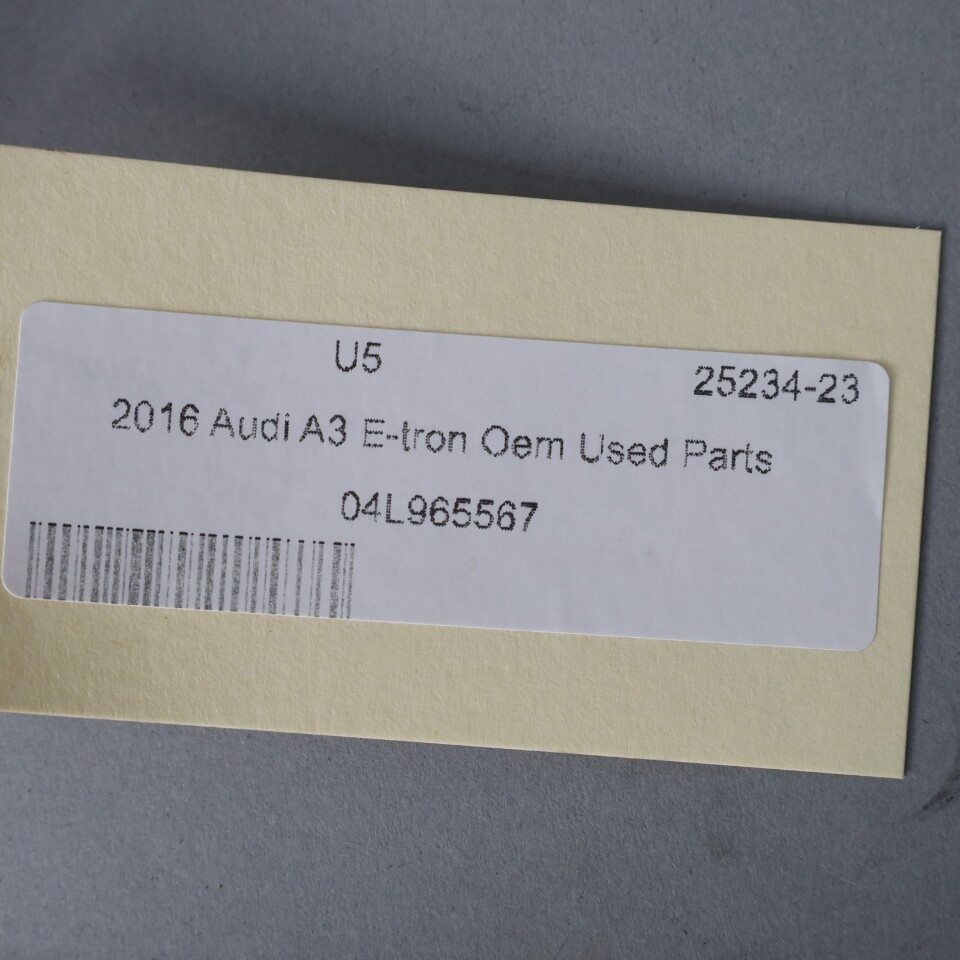 U5 25234-23
2016 Audi A3 E-tron Oem Used Parts
04L965567